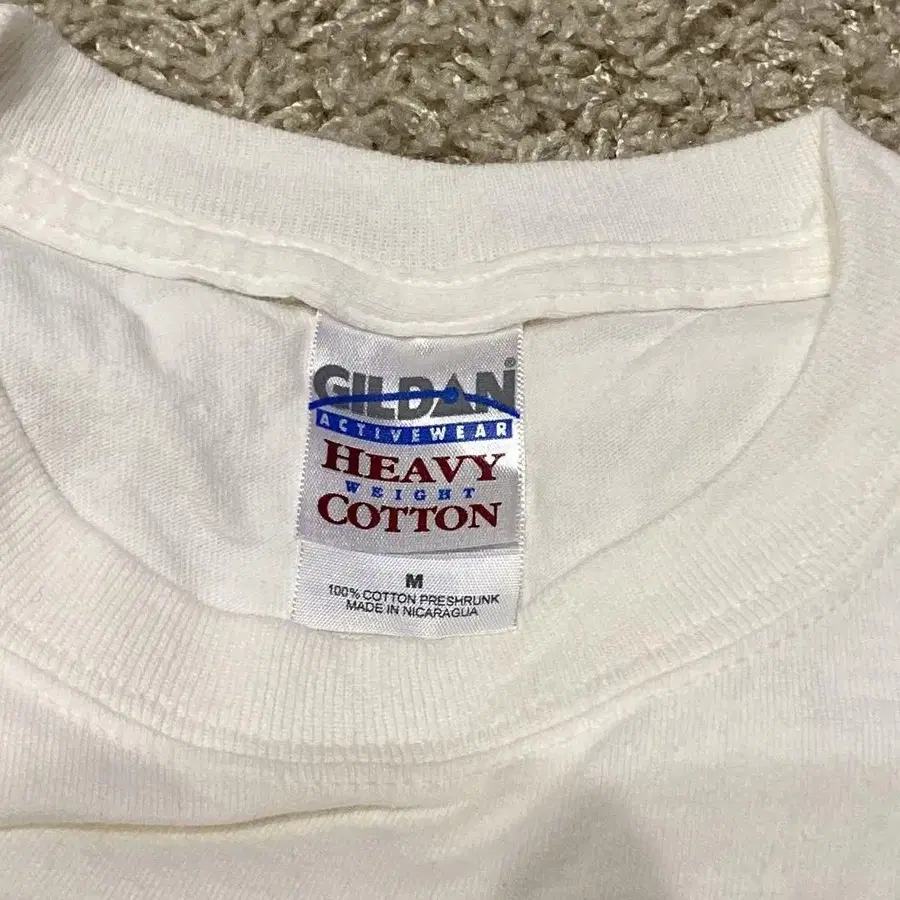 GILDAN®
ACTIVEWEAR
HEAVY
WEIGHT
COTTON
M
100% COTTON PRESHRUNK
MADE IN NICARAGUA